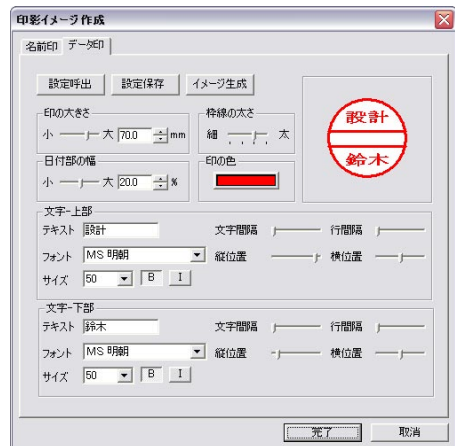 印影イメージ作成
名前印 データ印
設定呼出 設定保存 イメージ生成
印の大きさ
小 大 70.0 mm
枠線の太さ
細 太
日付部の幅
小 大 20.0 %
印の色
設計
鈴木
文字-上部
テキスト 設計 文字間隔 行間隔
フォント MS 明朝 縦位置 横位置
サイズ 50 B I
文字-下部
テキスト 鈴木 文字間隔 行間隔
フォント MS 明朝 縦位置 横位置
サイズ 50 B I
完了 取消